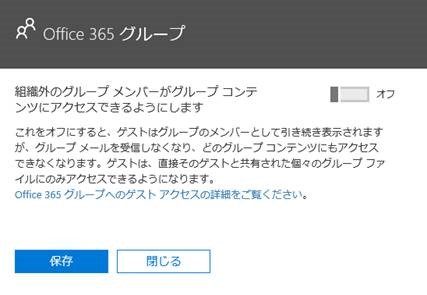 Office 365 グループ
組織外のグループ メンバーがグループ コンテ
ンツにアクセスできるようにします
オフ
これをオフにすると、ゲストはグループのメンバーとして引き続き表示されます
が、グループ メールを受信しなくなり、どのグループ コンテンツにもアクセス
できなくなります。ゲストは、直接そのゲストと共有された個々のグループ ファ
イルにのみアクセスできるようになります。
Office 365 グループへのゲスト アクセスの詳細をご覧ください。
保存
閉じる